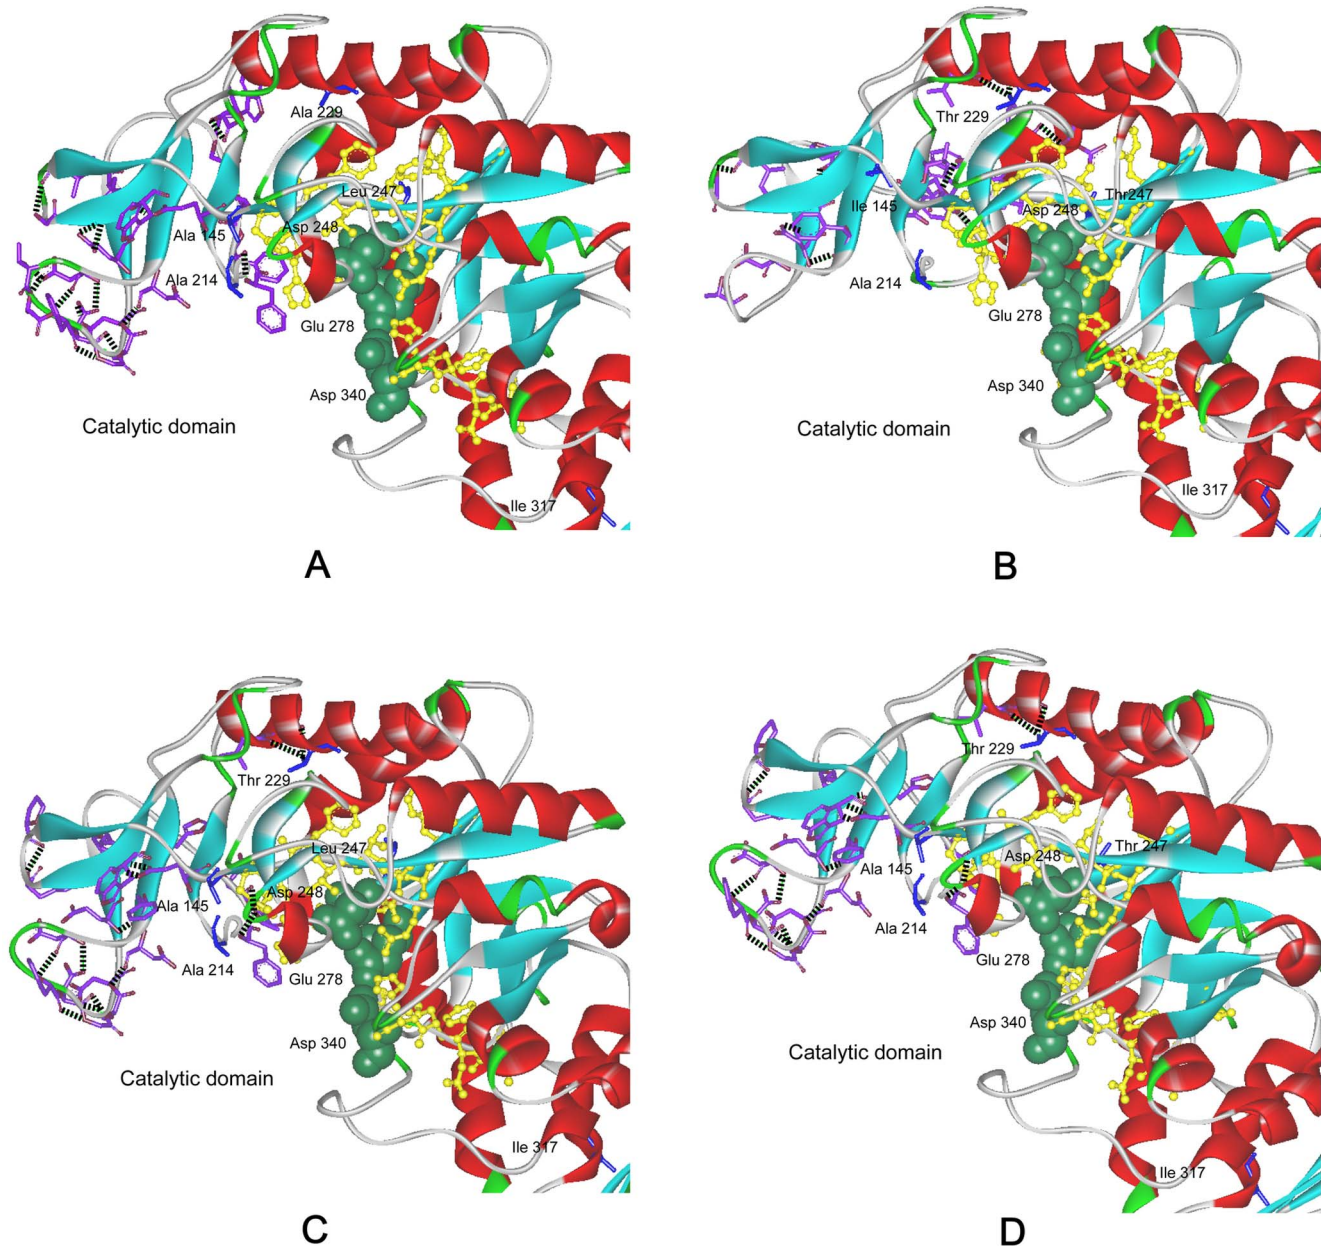 Ala 229
Leu 247
Ala 145
Asp 248
Ala 214
Glu 278
Asp 340
Catalytic domain
Ile 317
A
Thr 229
Ile 145
Asp 248
Thr247
Ala 214
Glu 278
Asp 340
Catalytic domain
Ile 317
B
Thr 229
Leu 247
Asp 248
Ala 145
Ala 214
Glu 278
Asp 340
Catalytic domain
Ile 317
C
Thr 229
Thr 247
Asp 248
Ala 145
Ala 214
Glu 278
Asp 340
Catalytic domain
Ile 317
D